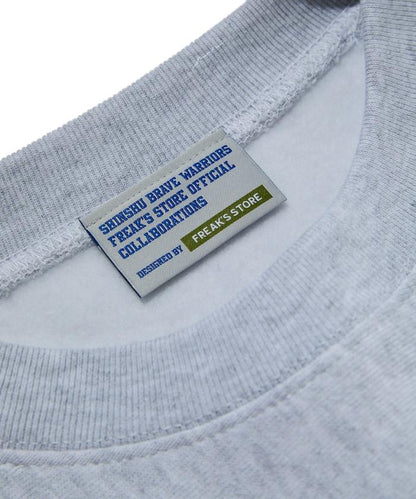 SHINSHU BRAVE WARRIORS
FREAK'S STORE OFFICIAL
COLLABORATIONS
DESIGNED BY FREAK'S STORE